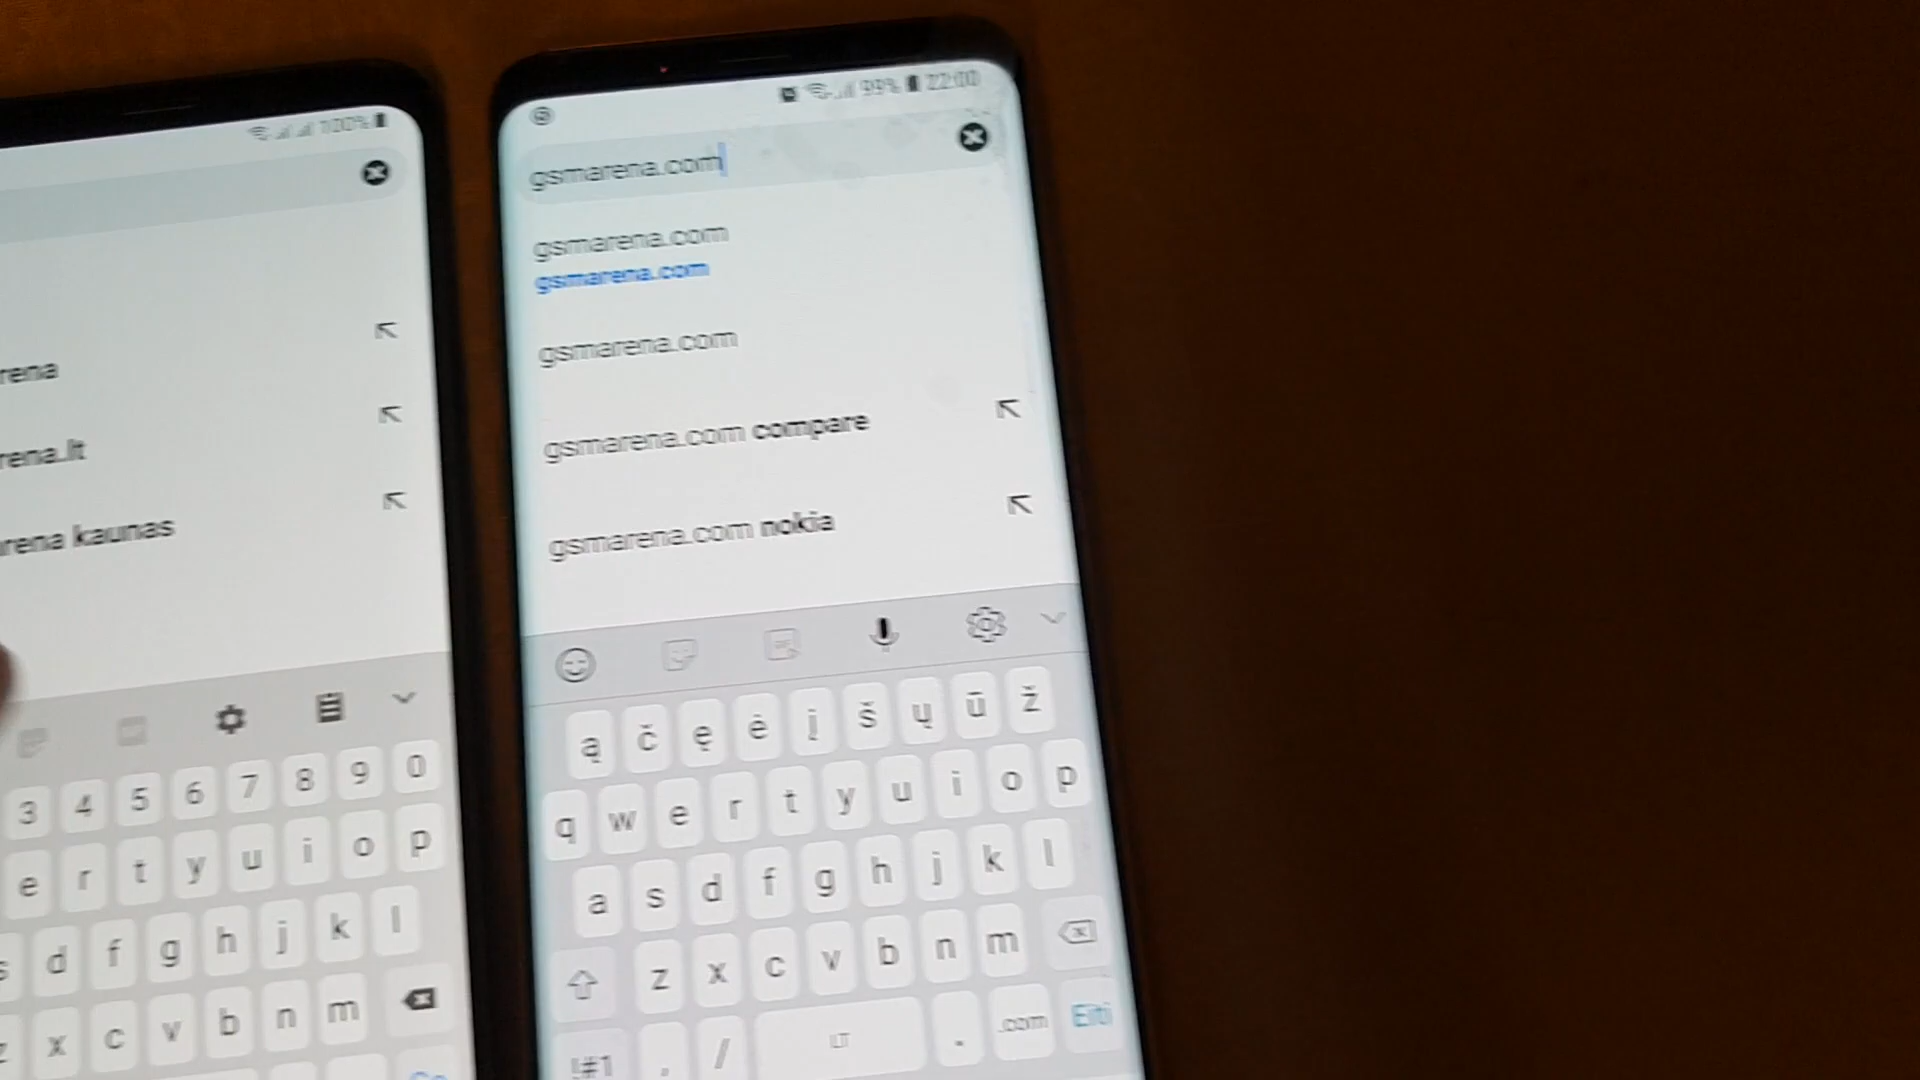 100%
rena
rena.lt
rena kaunas
3 4 5 6 7 8 9 0
e r t y u i o p
s d f g h j k l
z x c v b n m
Go
99% 22:00
gsmarena.com
gsmarena.com
gsmarena.com
gsmarena.com
gsmarena.com compare
gsmarena.com nokia
ą č ę ė į š ų ū ž
q w e r t y u i o p
a s d f g h j k l
z x c v b n m
!#1 , / LT . .com Eiti